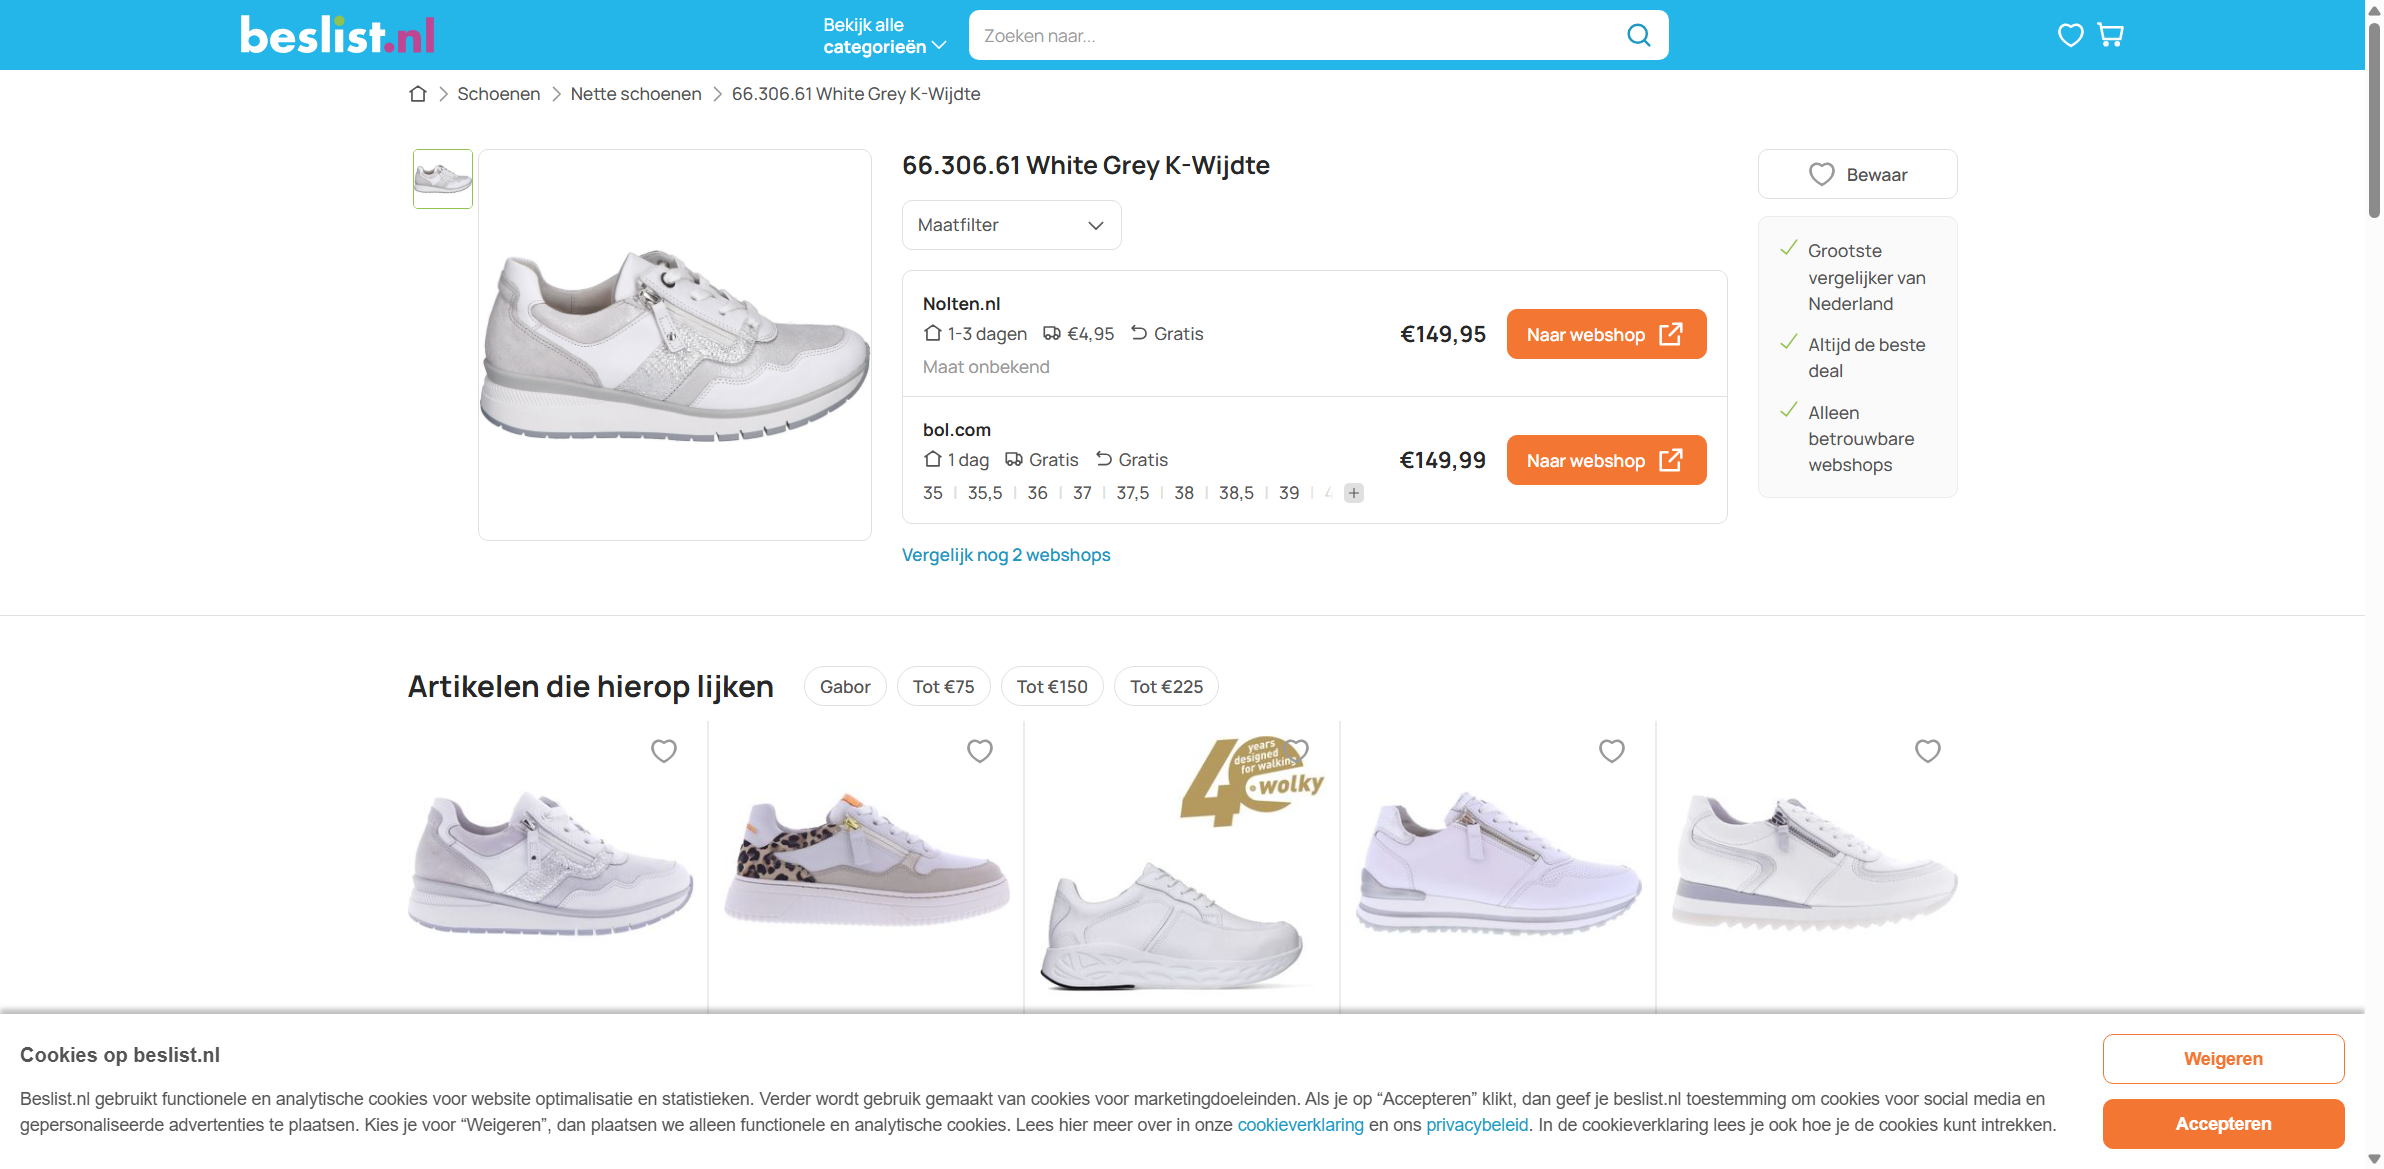 beslist.nl
Bekijk alle
categorieën
Zoeken naar...
Schoenen
Nette schoenen
66.306.61 White Grey K-Wijdte
66.306.61 White Grey K-Wijdte
Maatfilter
Nolten.nl
1-3 dagen €4,95 Gratis
Maat onbekend
€149,95
Naar webshop
bol.com
1 dag Gratis Gratis
35 35,5 36 37 37,5 38 38,5 39
€149,99
Naar webshop
Vergelijk nog 2 webshops
Bewaar
Grootste
vergelijker van
Nederland
Altijd de beste
deal
Alleen
betrouwbare
webshops
Artikelen die hierop lijken
Gabor
Tot €75
Tot €150
Tot €225
40
years
designed
for walking
wolky
Cookies op beslist.nl
Beslist.nl gebruikt functionele en analytische cookies voor website optimalisatie en statistieken. Verder wordt gebruik gemaakt van cookies voor marketingdoeleinden. Als je op “Accepteren” klikt, dan geef je beslist.nl toestemming om cookies voor social media en
gepersonaliseerde advertenties te plaatsen. Kies je voor “Weigeren”, dan plaatsen we alleen functionele en analytische cookies. Lees hier meer over in onze cookieverklaring en ons privacybeleid. In de cookieverklaring lees je ook hoe je de cookies kunt intrekken.
Weigeren
Accepteren